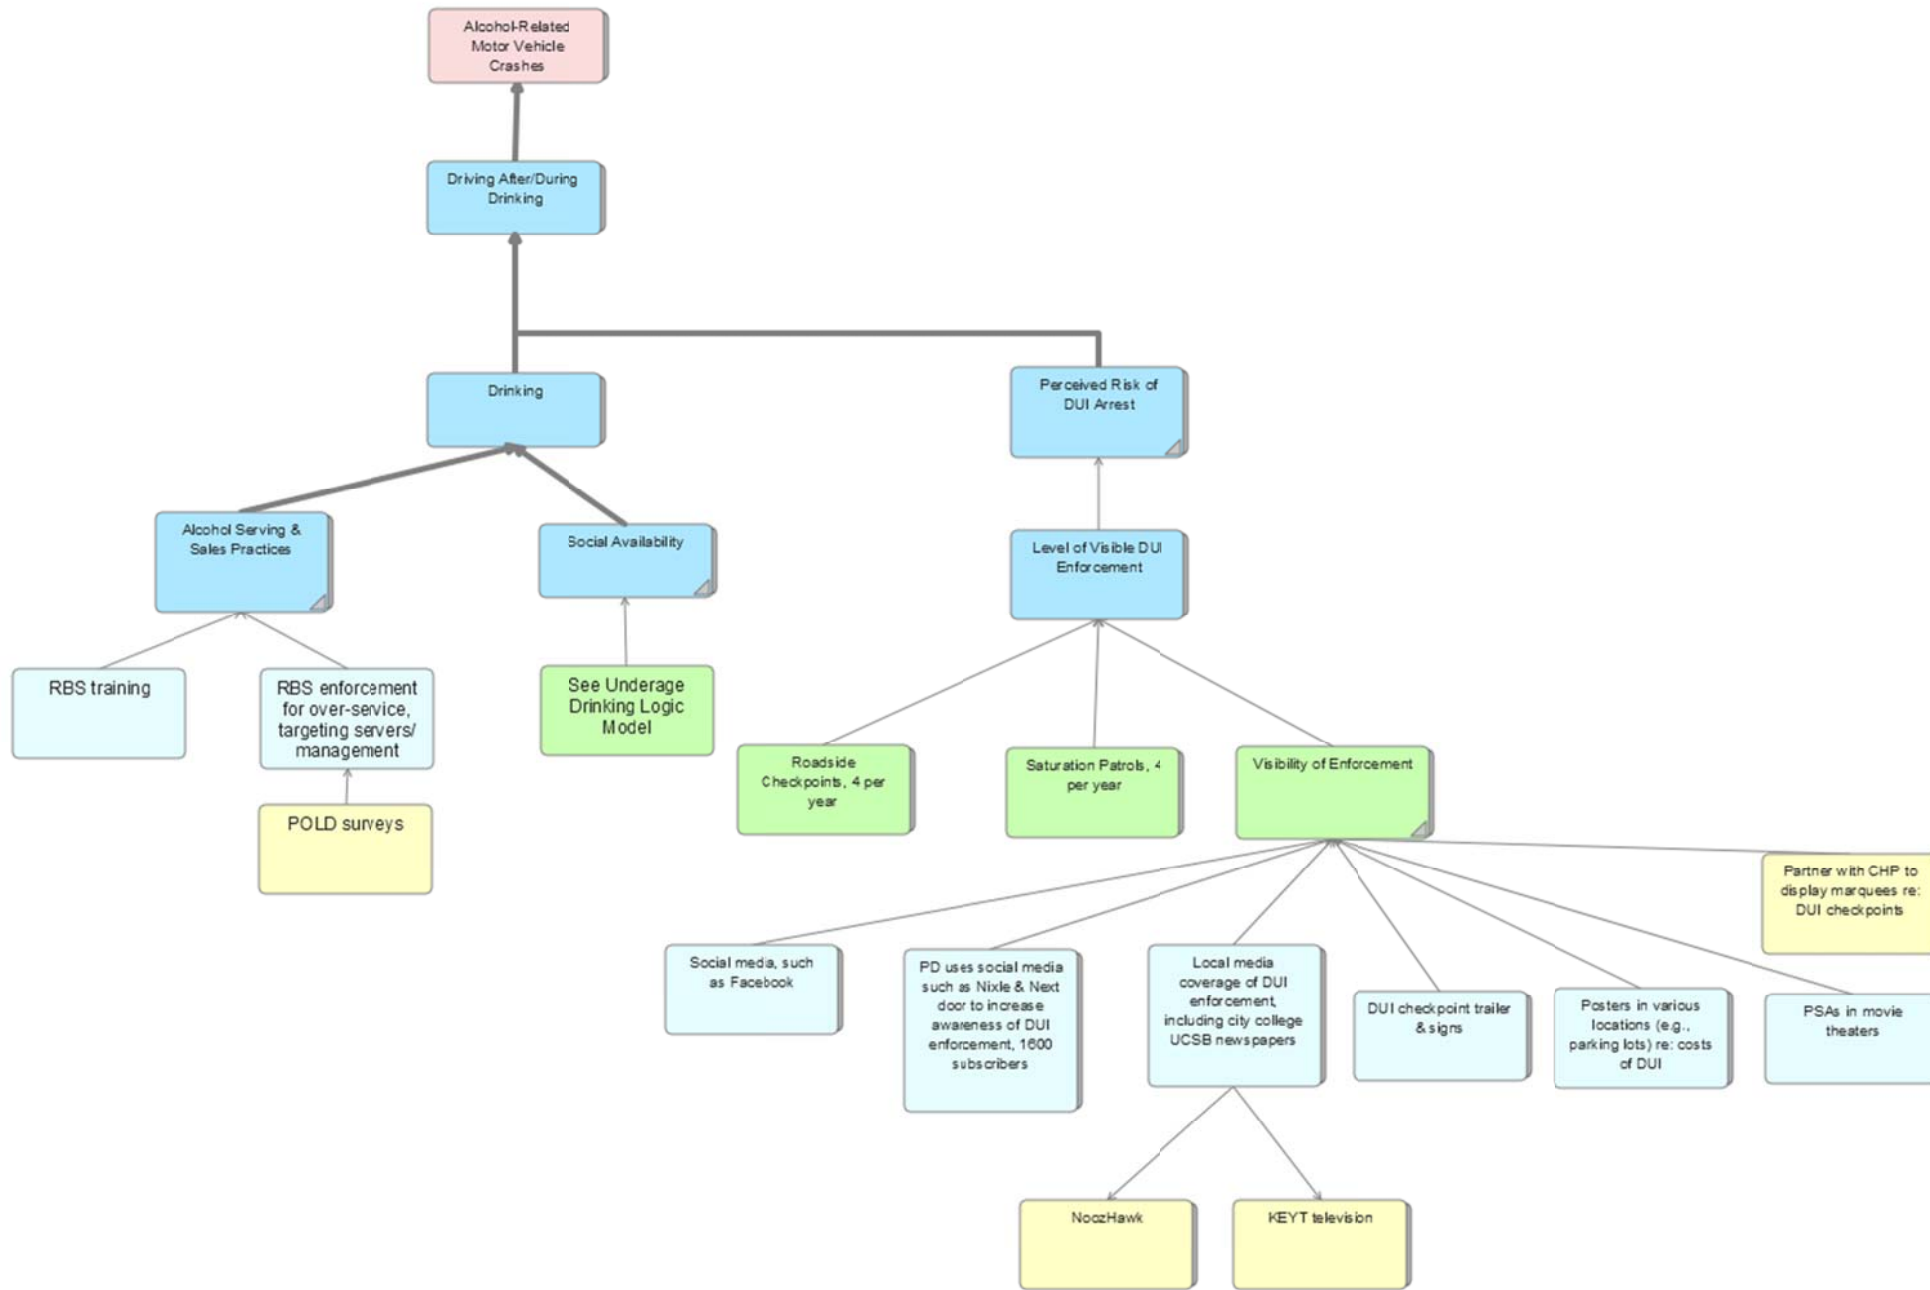 Alcohol-Related
Motor Vehicle
Crashes
Driving After/During
Drinking
Drinking
Perceived Risk of
DUI Arrest
Alcohol Serving &
Sales Practices
Social Availability
Level of Visible DUI
Enforcement
RBS training
RBS enforcement
for over-service,
targeting servers/
management
See Underage
Drinking Logic
Model
Roadside
Checkpoints, 4 per
year
Saturation Patrols, 4
per year
Visibility of Enforcement
POLD surveys
Partner with CHP to
display marquees re:
DUI checkpoints
Social media, such
as Facebook
PD uses social media
such as Nixle & Next
door to increase
awareness of DUI
enforcement, 1600
subscribers
Local media
coverage of DUI
enforcement,
including city college
UCSB newspapers
DUI checkpoint trailer
& signs
Posters in various
locations (e.g.,
parking lots) re: costs
of DUI
PSAs in movie
theaters
NoozHawk
KEYT television